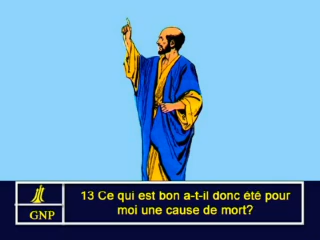 13 Ce qui est bon a-t-il donc été pour
moi une cause de mort?
GNP